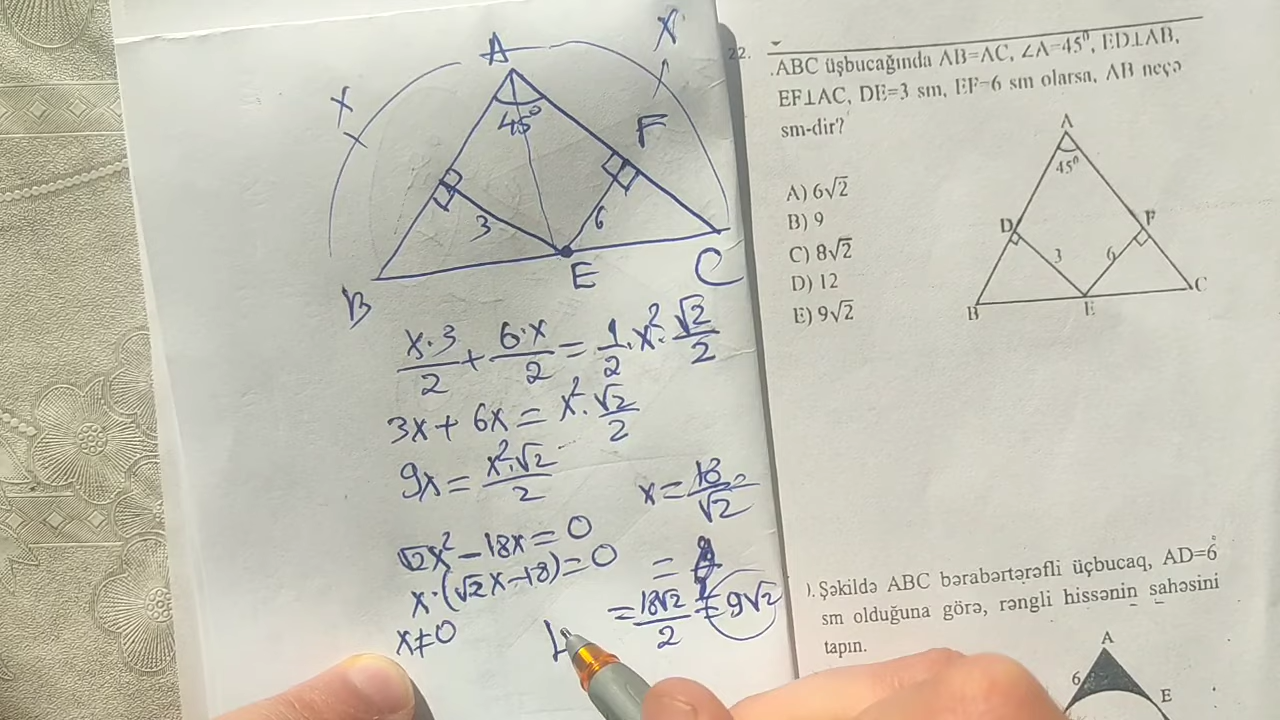 A
X
X
45°
F
3
6
B
E
C
x·3/2 + 6·x/2 = 1/2·x²·√2/2
3x + 6x = x²·√2/2
9x = x²·√2/2
√2x² - 18x = 0
x·(√2x - 18) = 0
x ≠ 0
x = 18/√2
=
= 18√2/2 = 9√2
22.
.ABC üşbucağında AB=AC, ∠A=45⁰, ED⊥AB,
EF⊥AC, DE=3 sm, EF=6 sm olarsa, AB neçə
sm-dir?
A) 6√2
B) 9
C) 8√2
D) 12
E) 9√2
A
45⁰
D
F
3
6
B
E
C
). Şəkildə ABC bərabərtərəfli üçbucaq, AD=6
sm olduğuna görə, rəngli hissənin sahəsini
tapın.
A
6
E